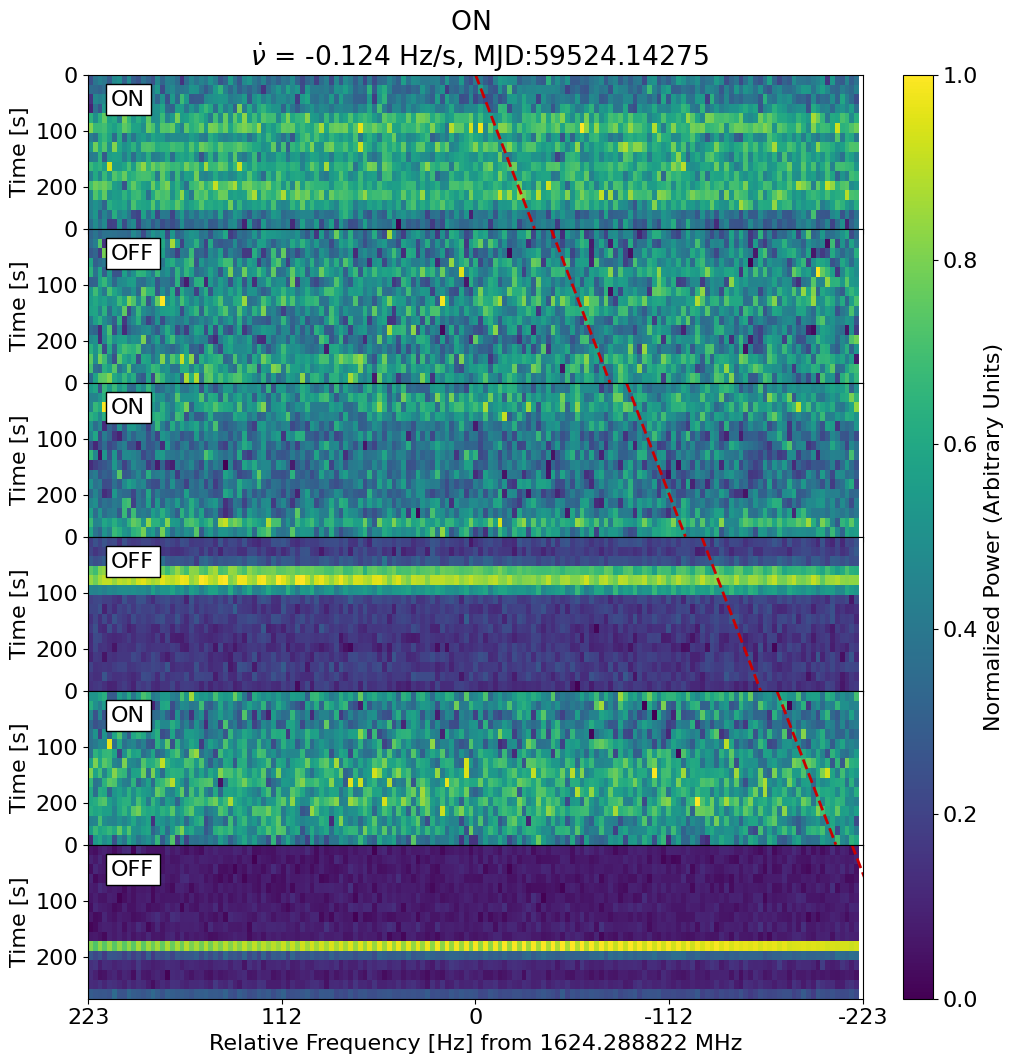 ON
ν̇ = -0.124 Hz/s, MJD:59524.14275
0
100
200
Time [s]
ON
0
100
200
Time [s]
OFF
0
100
200
Time [s]
ON
0
100
200
Time [s]
OFF
0
100
200
Time [s]
ON
0
100
200
Time [s]
OFF
223 112 0 -112 -223
Relative Frequency [Hz] from 1624.288822 MHz
1.0
0.8
0.6
0.4
0.2
0.0
Normalized Power (Arbitrary Units)